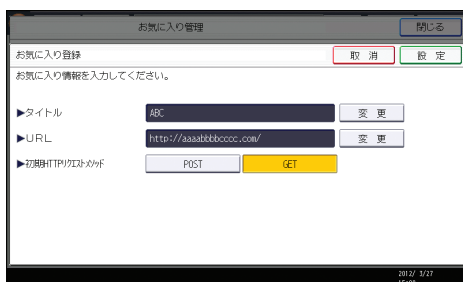 お気に入り管理
閉じる
お気に入り登録
取 消
設 定
お気に入り情報を入力してください。
▶タイトル
ABC
変 更
▶URL
http://aaaabbbbcccc.com/
変 更
▶初期HTTPリクエストメソッド
POST
GET
2012/ 3/27